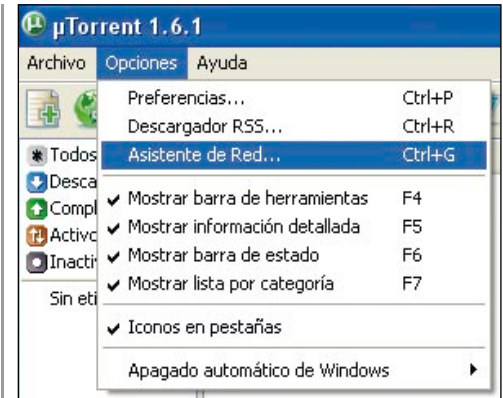 µTorrent 1.6.1
Archivo Opciones Ayuda
Preferencias... Ctrl+P
Descargador RSS... Ctrl+R
Todos
Asistente de Red... Ctrl+G
Mostrar barra de herramientas F4
Mostrar información detallada F5
Mostrar barra de estado F6
Mostrar lista por categoría F7
Sin
Iconos en pestañas
Apagado automático de Windows